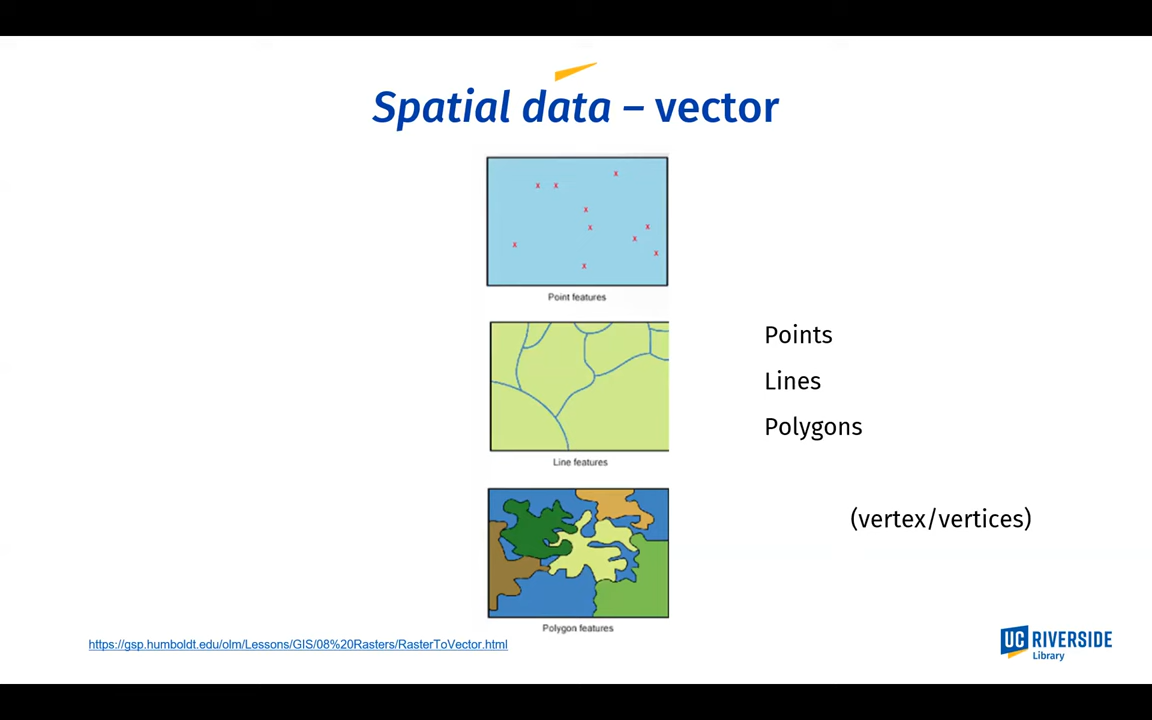 Spatial data – vector
x x x x x x x x x x
Point features
Line features
Polygon features
Points
Lines
Polygons
(vertex/vertices)
https://gsp.humboldt.edu/olm/Lessons/GIS/08%20Rasters/RasterToVector.html
UC RIVERSIDE
Library